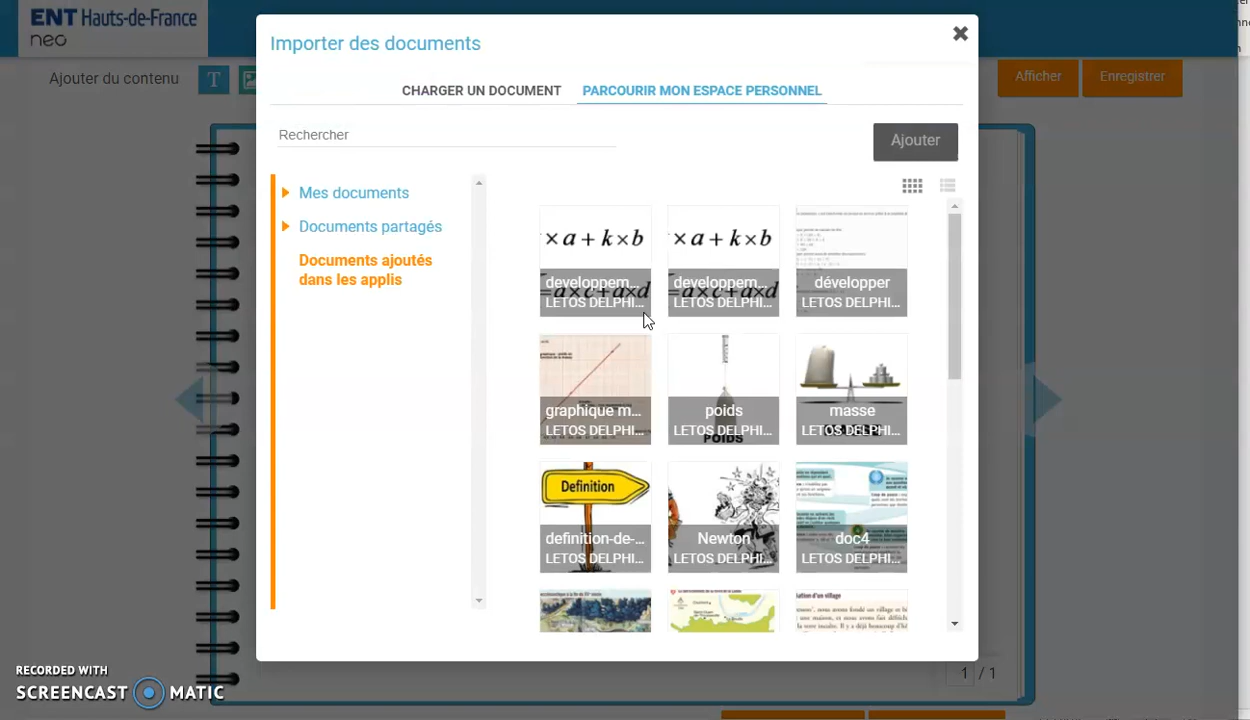 ENT Hauts-de-France
neo
Ajouter du contenu
T
Afficher
Enregistrer
Importer des documents
CHARGER UN DOCUMENT
PARCOURIR MON ESPACE PERSONNEL
Rechercher
Ajouter
Mes documents
Documents partagés
Documents ajoutés
dans les applis
× a + k × b
developpem...
=a×c+a×d
LETOS DELPHI...
× a + k × b
developpem...
=a×c+a×d
LETOS DELPHI...
développer
LETOS DELPHI...
graphique m...
LETOS DELPHI...
poids
LETOS DELPHI...
POIDS
masse
LETOS DELPHI...
Definition
definition-de-...
LETOS DELPHI...
Newton
LETOS DELPHI...
doc4
LETOS DELPHI...
1 / 1
RECORDED WITH
SCREENCAST MATIC